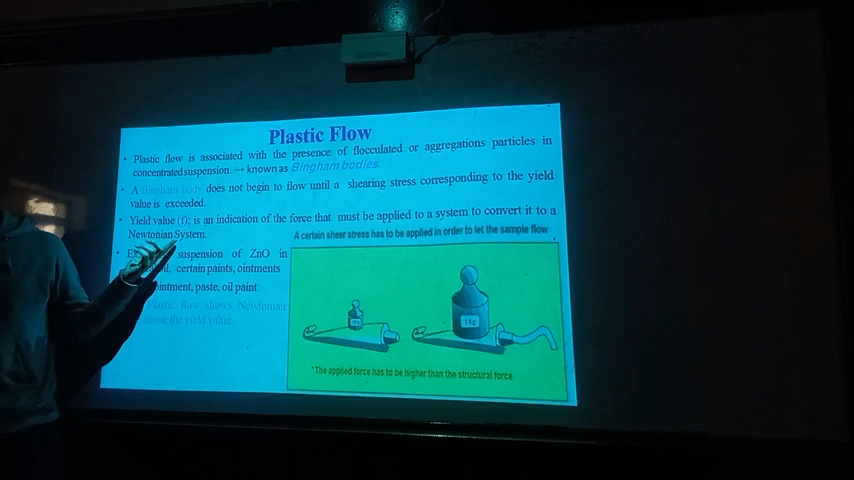 Plastic Flow
• Plastic flow is associated with the presence of flocculated or aggregations particles in
concentrated suspension. → known as Bingham bodies.
• A Bingham body does not begin to flow until a shearing stress corresponding to the yield
value is exceeded.
• Yield value (f); is an indication of the force that must be applied to a system to convert it to a
Newtonian System.
• suspension of ZnO in
certain paints, ointments
ointment, paste, oil paint
Plastic flow shows Newtonian
above the yield value
A certain shear stress has to be applied in order to let the sample flow
1 kg
*The applied force has to be higher than the structural force